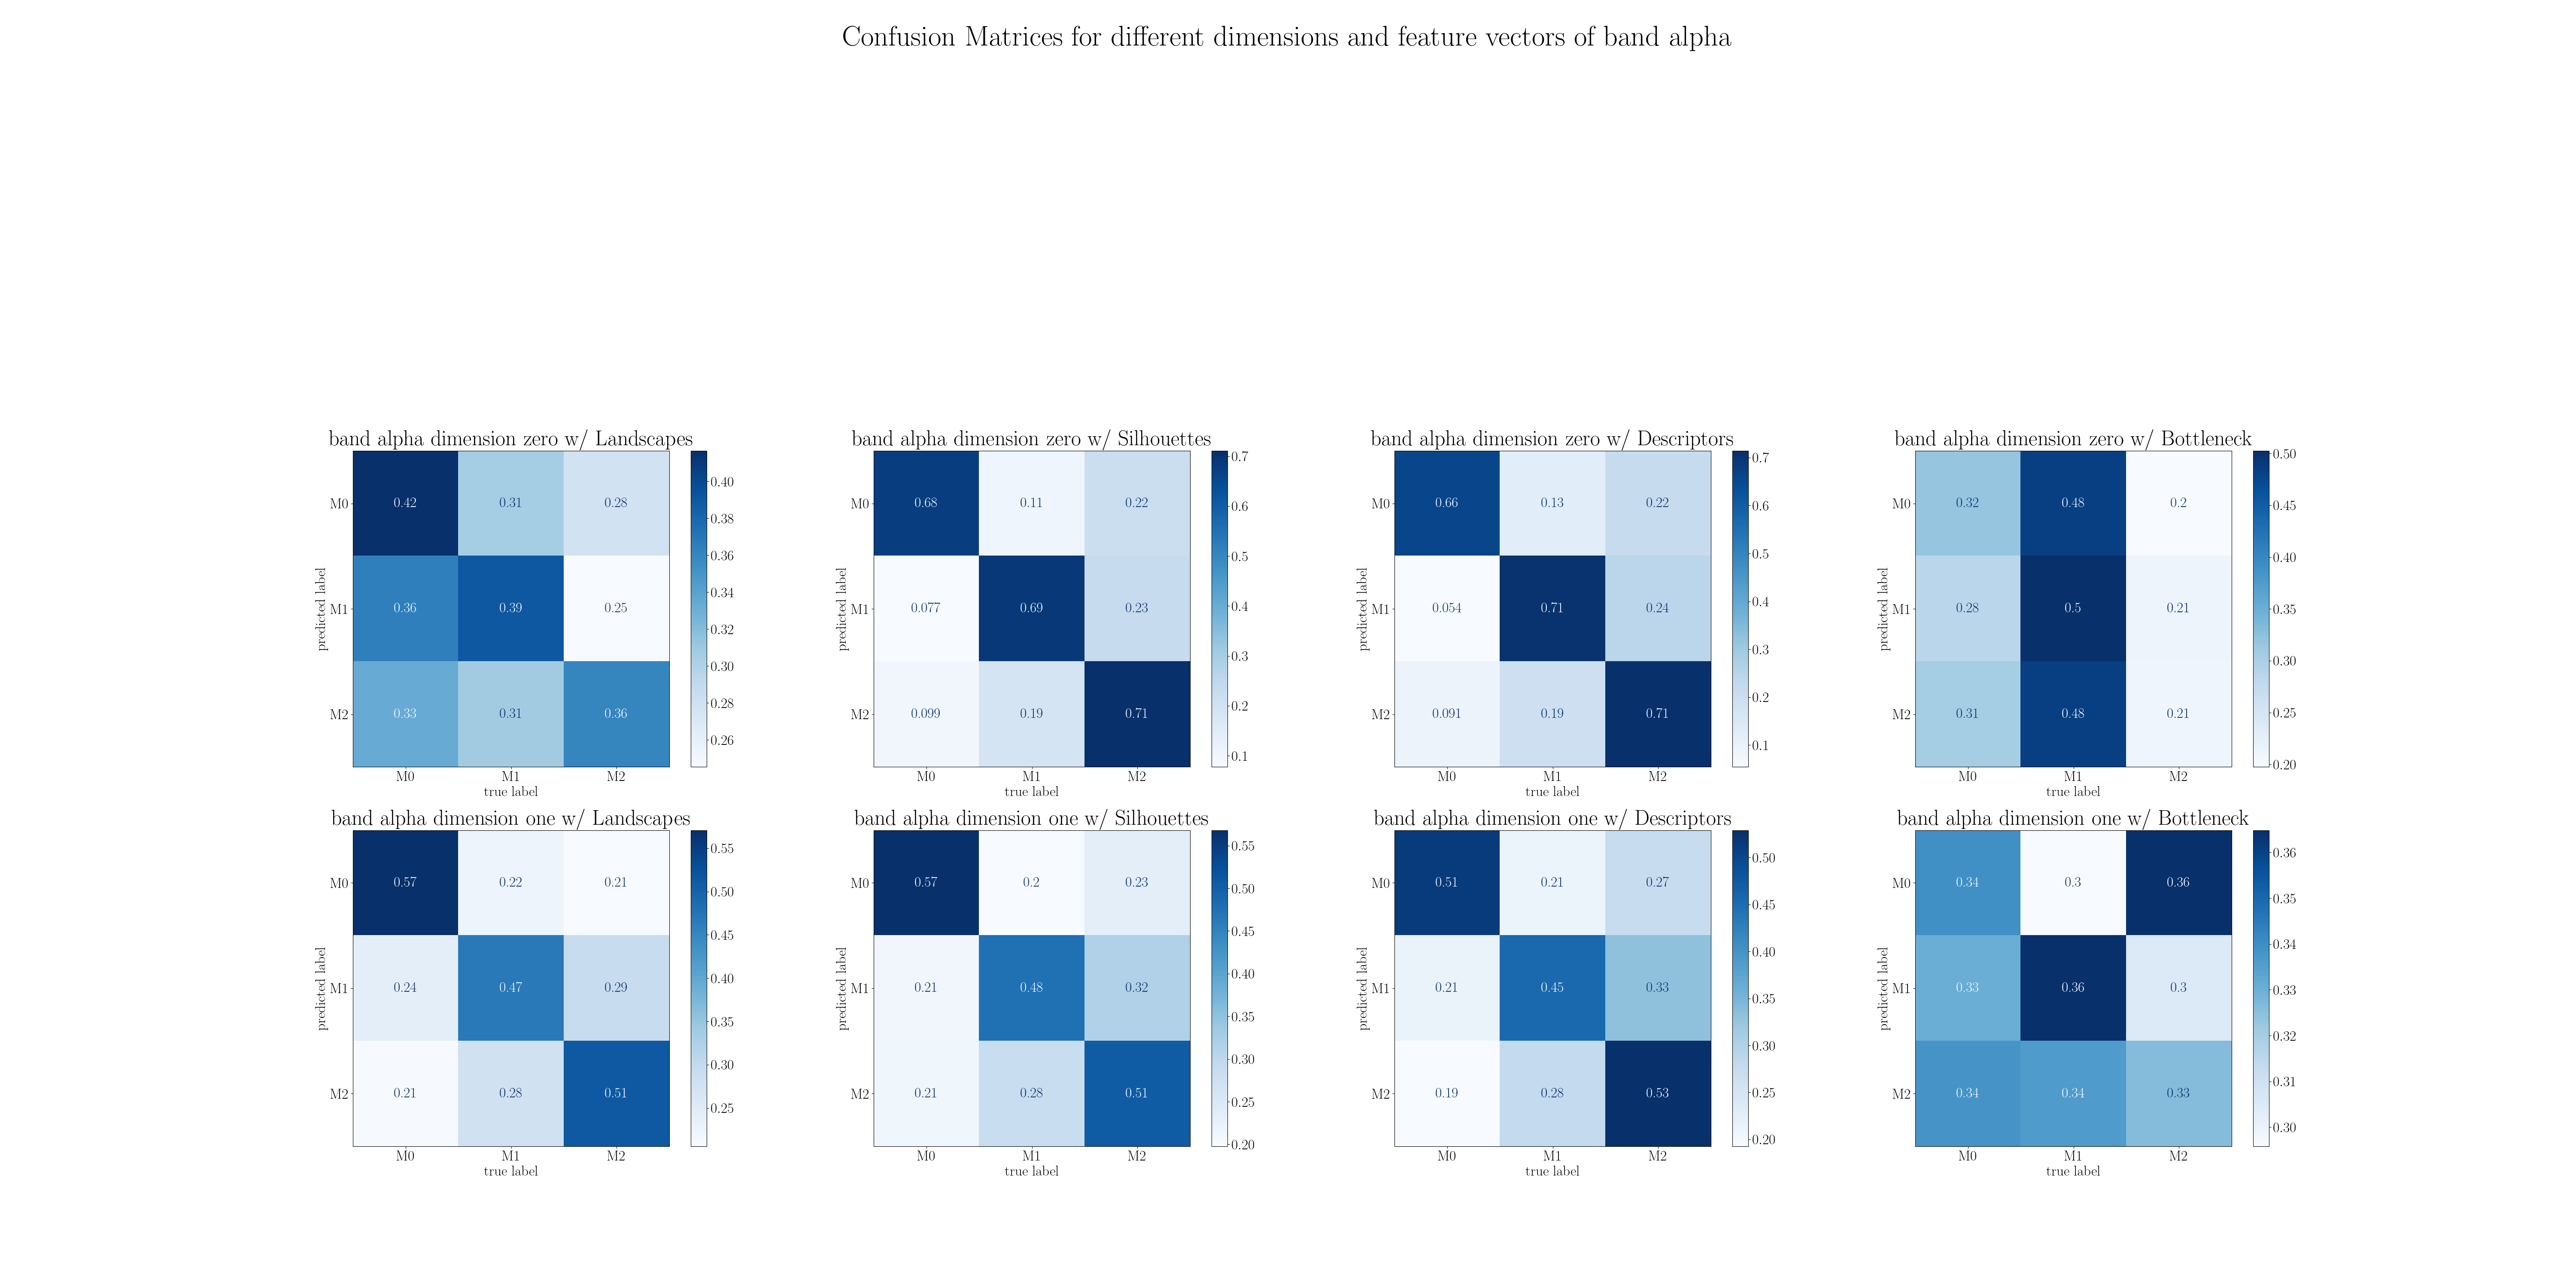 Confusion Matrices for different dimensions and feature vectors of band alpha
band alpha dimension zero w/ Landscapes
M0 0.42 0.31 0.28
M1 0.36 0.39 0.25
M2 0.33 0.31 0.36
M0 M1 M2
true label
predicted label
0.40
0.38
0.36
0.34
0.32
0.30
0.28
0.26
band alpha dimension zero w/ Silhouettes
M0 0.68 0.11 0.22
M1 0.077 0.69 0.23
M2 0.099 0.19 0.71
M0 M1 M2
true label
predicted label
0.7
0.6
0.5
0.4
0.3
0.2
0.1
band alpha dimension zero w/ Descriptors
M0 0.66 0.13 0.22
M1 0.054 0.71 0.24
M2 0.091 0.19 0.71
M0 M1 M2
true label
predicted label
0.7
0.6
0.5
0.4
0.3
0.2
0.1
band alpha dimension zero w/ Bottleneck
M0 0.32 0.48 0.2
M1 0.28 0.5 0.21
M2 0.31 0.48 0.21
M0 M1 M2
true label
predicted label
0.50
0.45
0.40
0.35
0.30
0.25
0.20
band alpha dimension one w/ Landscapes
M0 0.57 0.22 0.21
M1 0.24 0.47 0.29
M2 0.21 0.28 0.51
M0 M1 M2
true label
predicted label
0.55
0.50
0.45
0.40
0.35
0.30
0.25
band alpha dimension one w/ Silhouettes
M0 0.57 0.2 0.23
M1 0.21 0.48 0.32
M2 0.21 0.28 0.51
M0 M1 M2
true label
predicted label
0.55
0.50
0.45
0.40
0.35
0.30
0.25
0.20
band alpha dimension one w/ Descriptors
M0 0.51 0.21 0.27
M1 0.21 0.45 0.33
M2 0.19 0.28 0.53
M0 M1 M2
true label
predicted label
0.50
0.45
0.40
0.35
0.30
0.25
0.20
band alpha dimension one w/ Bottleneck
M0 0.34 0.3 0.36
M1 0.33 0.36 0.3
M2 0.34 0.34 0.33
M0 M1 M2
true label
predicted label
0.36
0.35
0.34
0.33
0.32
0.31
0.30